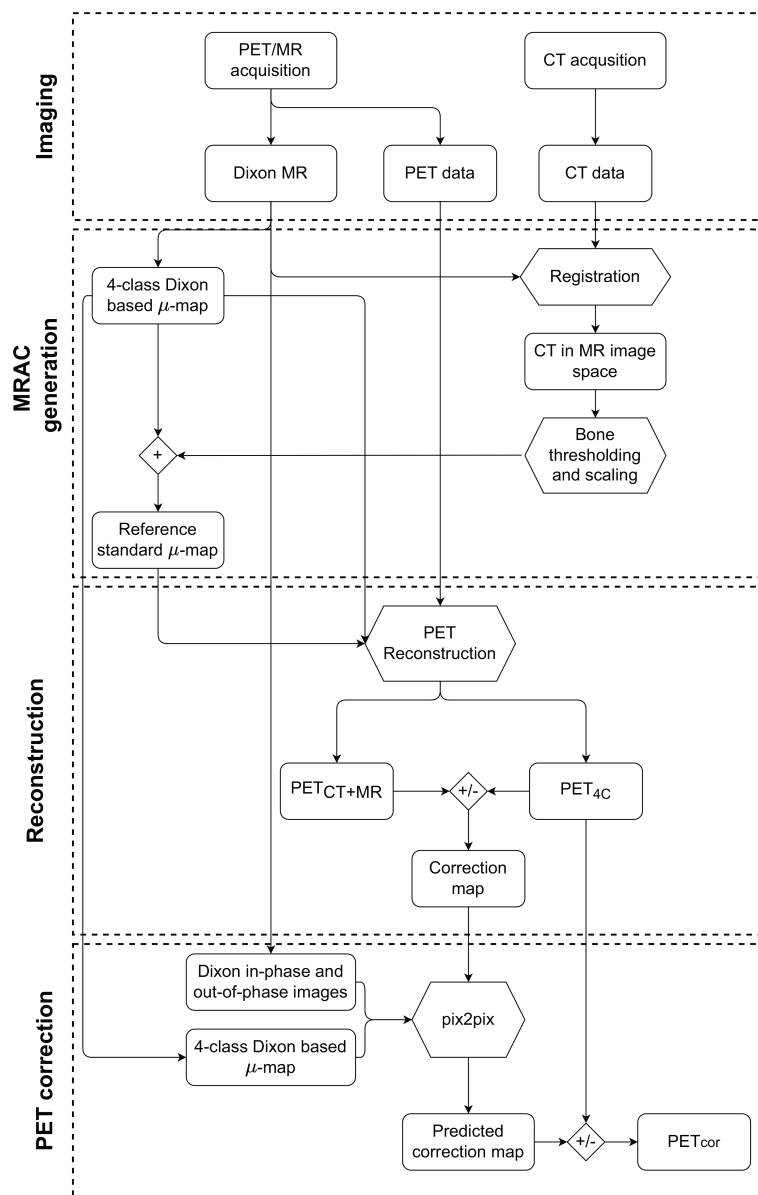 Imaging
PET/MR
acquisition
CT acqusition
Dixon MR
PET data
CT data
MRAC
generation
4-class Dixon
based μ-map
Registration
CT in MR image
space
+
Bone
thresholding
and scaling
Reference
standard μ-map
Reconstruction
PET
Reconstruction
PETCT+MR
+/-
PET4C
Correction
map
PET correction
Dixon in-phase and
out-of-phase images
pix2pix
4-class Dixon based
μ-map
Predicted
correction map
+/-
PETcor